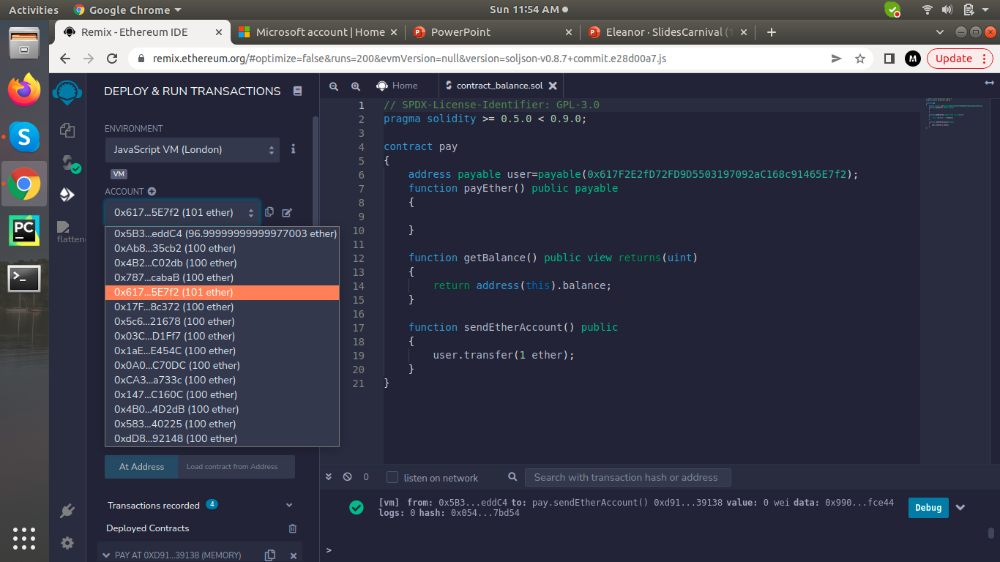 Activities
Google Chrome
Sun 11:54 AM
Remix - Ethereum IDE
Microsoft account | Home
PowerPoint
Eleanor · SlidesCarnival (1
remix.ethereum.org/#optimize=false&runs=200&evmVersion=null&version=soljson-v0.8.7+commit.e28d00a7.js
M
Update
DEPLOY & RUN TRANSACTIONS
ENVIRONMENT
JavaScript VM (London)
VM
ACCOUNT
0x617...5E7f2 (101 ether)
0x5B3...eddC4 (96.99999999999977003 ether)
0xAb8...35cb2 (100 ether)
0x4B2...C02db (100 ether)
0x787...cabaB (100 ether)
0x617...5E7f2 (101 ether)
0x17F...8c372 (100 ether)
0x5c6...21678 (100 ether)
0x03C...D1Ff7 (100 ether)
0x1aE...E454C (100 ether)
0x0A0...C70DC (100 ether)
0xCA3...a733c (100 ether)
0x147...C160C (100 ether)
0x4B0...4D2dB (100 ether)
0x583...40225 (100 ether)
0xdD8...92148 (100 ether)
flatten
At Address
Load contract from Address
Transactions recorded 4
Deployed Contracts
PAY AT 0XD91...39138 (MEMORY)
PC
Home
contract_balance.sol
1 // SPDX-License-Identifier: GPL-3.0
2 pragma solidity >= 0.5.0 < 0.9.0;
3
4 contract pay
5 {
6 address payable user=payable(0x617F2E2fD72FD9D5503197092aC168c91465E7f2);
7 function payEther() public payable
8 {
9
10 }
11
12 function getBalance() public view returns(uint)
13 {
14 return address(this).balance;
15 }
16
17 function sendEtherAccount() public
18 {
19 user.transfer(1 ether);
20 }
21 }
0
listen on network
Search with transaction hash or address
[vm] from: 0x5B3...eddC4 to: pay.sendEtherAccount() 0xd91...39138 value: 0 wei data: 0x990...fce44
logs: 0 hash: 0x054...7bd54
Debug
>